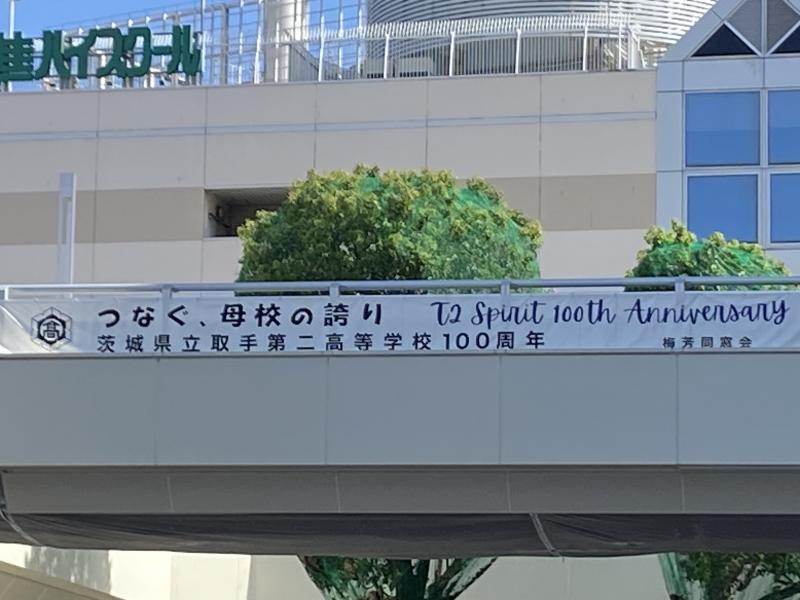 ハイスクール
つなぐ、母校の誇り
T2 Spirit 100th Anniversary
髙
茨城県立取手第二高等学校100周年
梅芳同窓会